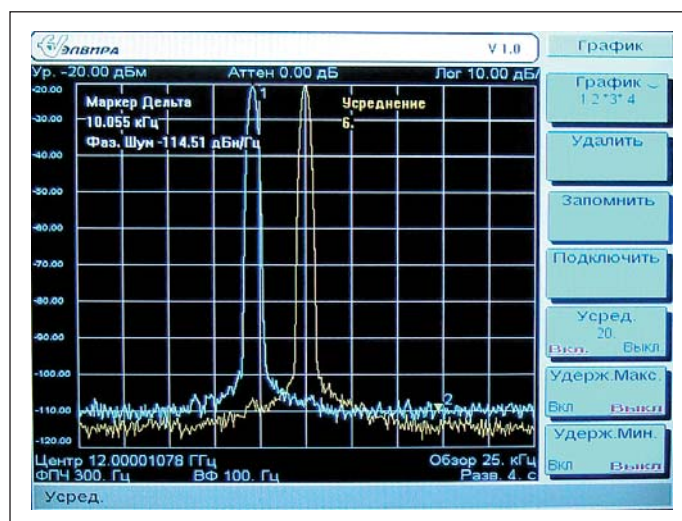 ЭЛВИРА
V 1.0
График
Ур. -20.00 дБм Аттен 0.00 дБ Лог 10.00 дБ/
-20.00
-30.00
-40.00
-50.00
-60.00
-70.00
-80.00
-90.00
-100.00
-110.00
-120.00
Маркер Дельта
10.055 кГц
Фаз. Шум -114.51 дБн/Гц
Усреднение
6.
1
2
Центр 12.00001078 ГГц Обзор 25. кГц
ФПЧ 300. Гц ВФ 100. Гц Разв. 4. с
Усред.
График
1 2 *3* 4
Удалить
Запомнить
Подключить
Усред.
20.
Вкл. Выкл
Удерж.Макс.
Вкл Выкл
Удерж.Мин.
Вкл Выкл